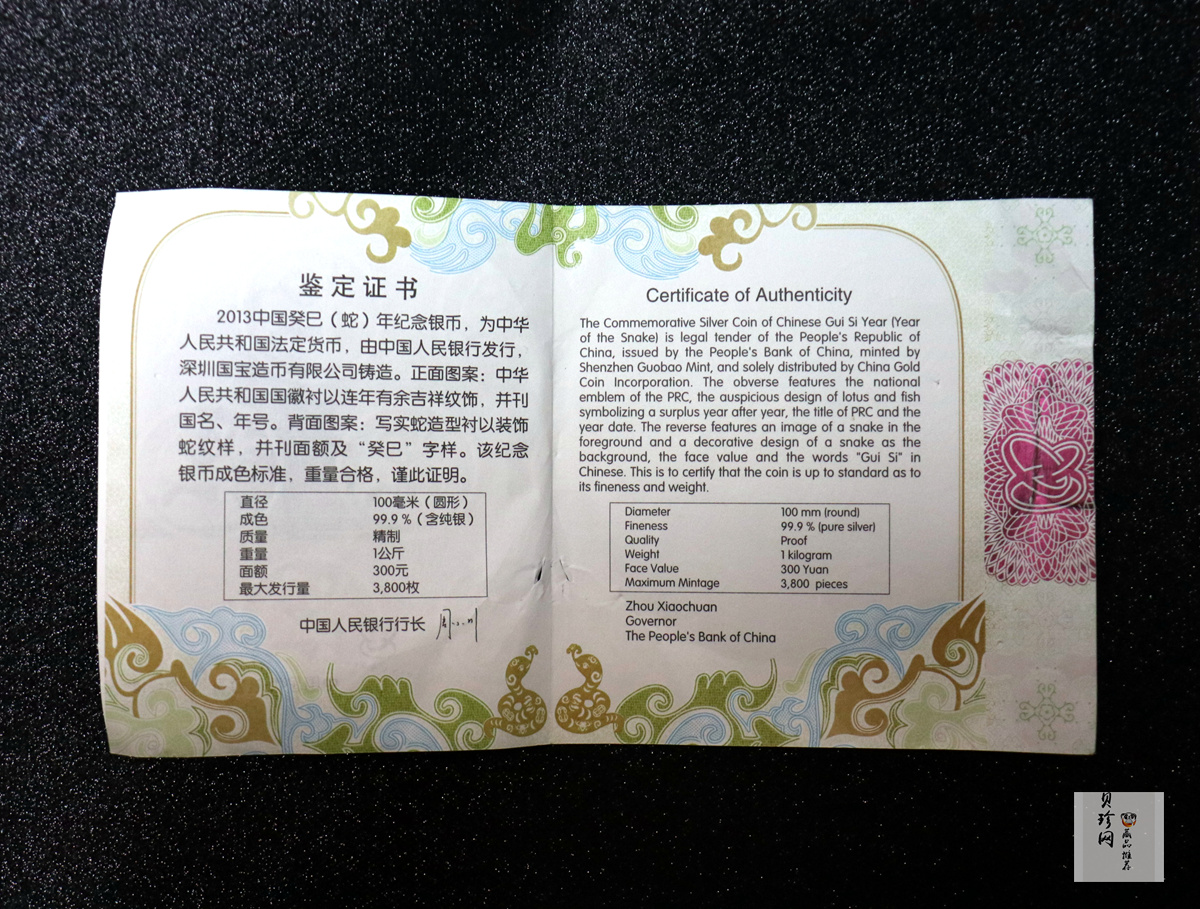 鉴定证书
2013中国癸巳（蛇）年纪念银币，为中华
人民共和国法定货币，由中国人民银行发行，
深圳国宝造币有限公司铸造。正面图案：中华
人民共和国国徽衬以连年有余吉祥纹饰，并刊
国名、年号。背面图案：写实蛇造型衬以装饰
蛇纹样，并刊面额及“癸巳”字样。该纪念
银币成色标准，重量合格，谨此证明。
直径 100毫米（圆形）
成色 99.9％（含纯银）
质量 精制
重量 1公斤
面额 300元
最大发行量 3,800枚
中国人民银行行长
Certificate of Authenticity
The Commemorative Silver Coin of Chinese Gui Si Year (Year
of the Snake) is legal tender of the People's Republic of
China, issued by the People's Bank of China, minted by
Shenzhen Guobao Mint, and solely distributed by China Gold
Coin Incorporation. The obverse features the national
emblem of the PRC, the auspicious design of lotus and fish
symbolizing a surplus year after year, the title of PRC and the
year date. The reverse features an image of a snake in the
foreground and a decorative design of a snake as the
background, the face value and the words "Gui Si" in
Chinese. This is to certify that the coin is up to standard as to
its fineness and weight.
Diameter 100 mm (round)
Fineness 99.9 % (pure silver)
Quality Proof
Weight 1 kilogram
Face Value 300 Yuan
Maximum Mintage 3,800 pieces
Zhou Xiaochuan
Governor
The People's Bank of China
贝珍网
藏品推荐